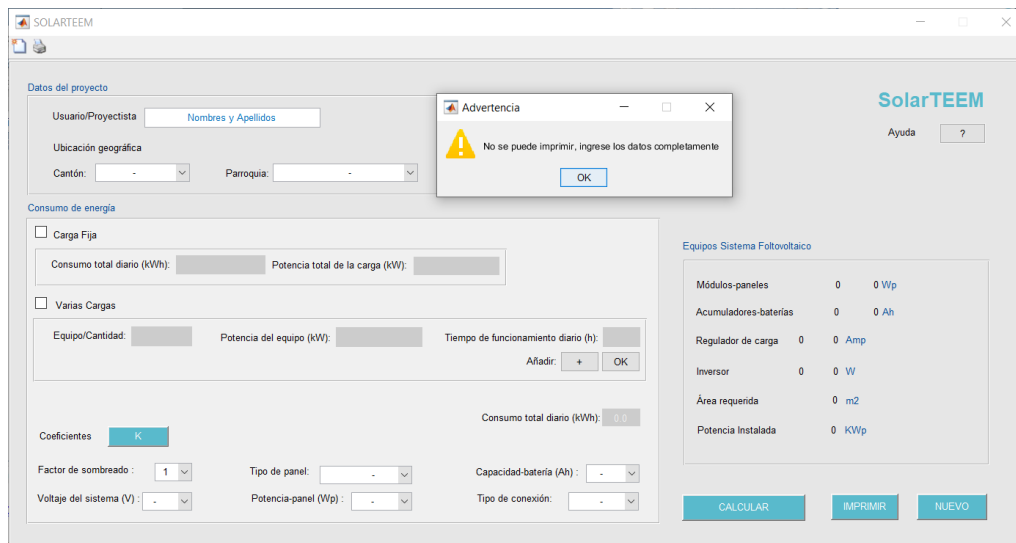 SOLARTEEM
Datos del proyecto
Usuario/Proyectista Nombres y Apellidos
Ubicación geográfica
Cantón: - Parroquia: -
Advertencia
No se puede imprimir, ingrese los datos completamente
OK
SolarTEEM
Ayuda ?
Consumo de energía
Carga Fija
Consumo total diario (kWh): Potencia total de la carga (kW):
Varias Cargas
Equipo/Cantidad: Potencia del equipo (kW): Tiempo de funcionamiento diario (h):
Añadir: + OK
Consumo total diario (kWh): 0 0
Coeficientes K
Factor de sombreado : 1 Tipo de panel: - Capacidad-batería (Ah) : -
Voltaje del sistema (V) : - Potencia-panel (Wp) : - Tipo de conexión: -
Equipos Sistema Foltovoltaico
Módulos-paneles 0 0 Wp
Acumuladores-baterías 0 0 Ah
Regulador de carga 0 0 Amp
Inversor 0 0 W
Área requerida 0 m2
Potencia Instalada 0 KWp
CALCULAR IMPRIMIR NUEVO